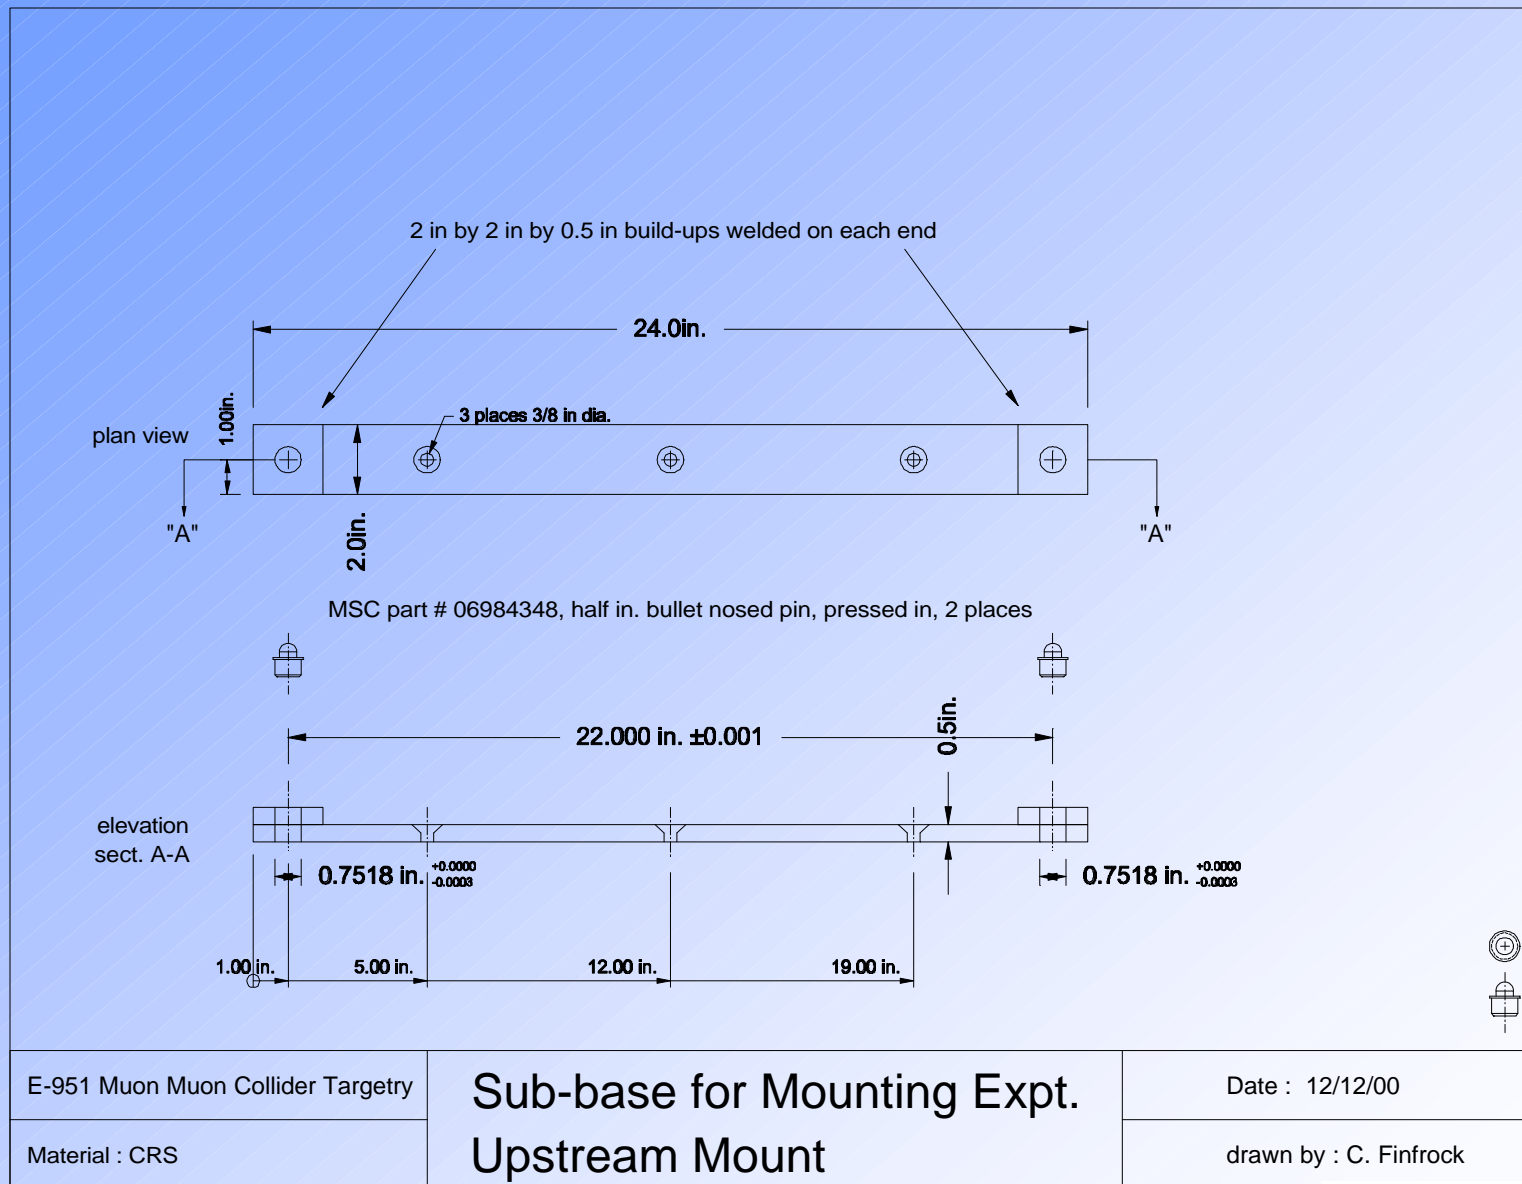 2 in by 2 in by 0.5 in build-ups welded on each end
24.0in.
1.00in.
3 places 3/8 in dia.
plan view
"A"
"A"
2.0in.
MSC part # 06984348, half in. bullet nosed pin, pressed in, 2 places
22.000 in. ±0.001
0.5in.
elevation
sect. A-A
0.7518 in. +0.0000
-0.0003
0.7518 in. +0.0000
-0.0003
1.00 in.
5.00 in.
12.00 in.
19.00 in.
E-951 Muon Muon Collider Targetry
Material : CRS
Sub-base for Mounting Expt.
Upstream Mount
Date : 12/12/00
drawn by : C. Finfrock